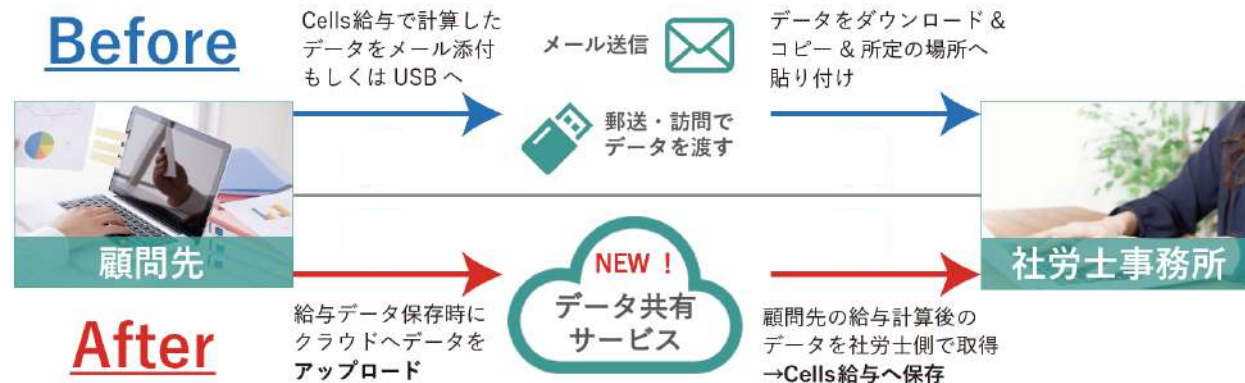 Before
Cells給与で計算した
データをメール添付
もしくは USB へ
メール送信
郵送・訪問で
データを渡す
データをダウンロード &
コピー & 所定の場所へ
貼り付け
顧問先
社労士事務所
After
給与データ保存時に
クラウドへデータを
アップロード
NEW !
データ共有
サービス
顧問先の給与計算後の
データを社労士側で取得
→Cells給与へ保存